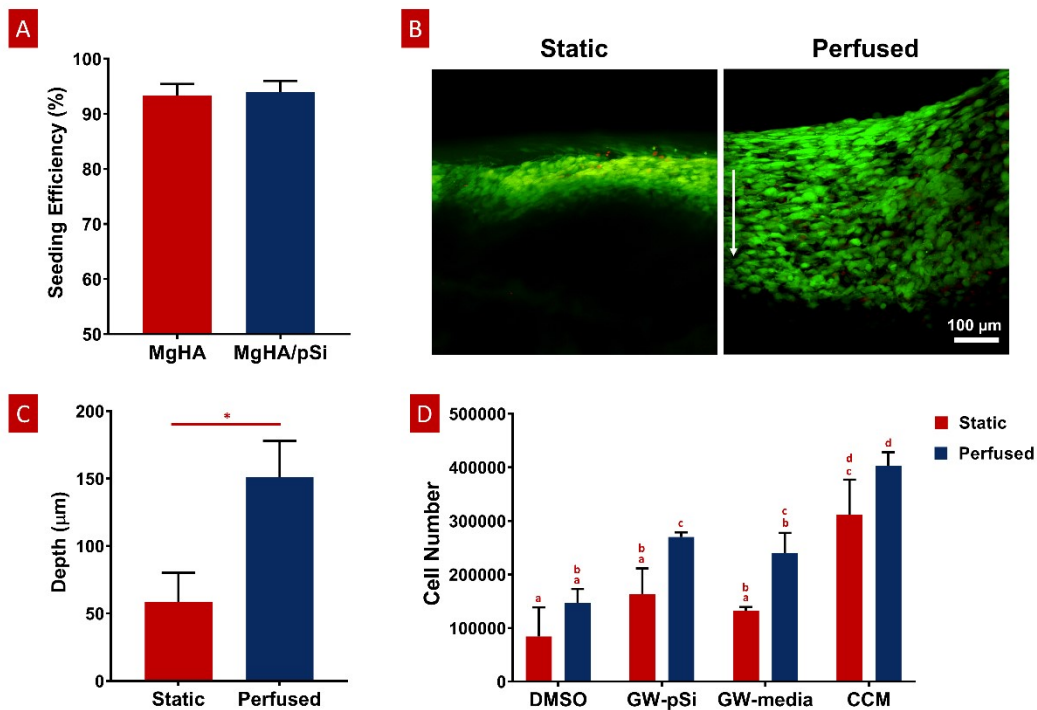 A
Seeding Efficiency (%)
100
90
80
70
60
50
MgHA
MgHA/pSi
B
Static
Perfused
100 µm
C
Depth (µm)
200
150
100
50
0
*
Static
Perfused
D
Cell Number
500000
400000
300000
200000
100000
0
a
b
a
b
a
c
b
a
c
b
d
c
d
DMSO
GW-pSi
GW-media
CCM
Static
Perfused